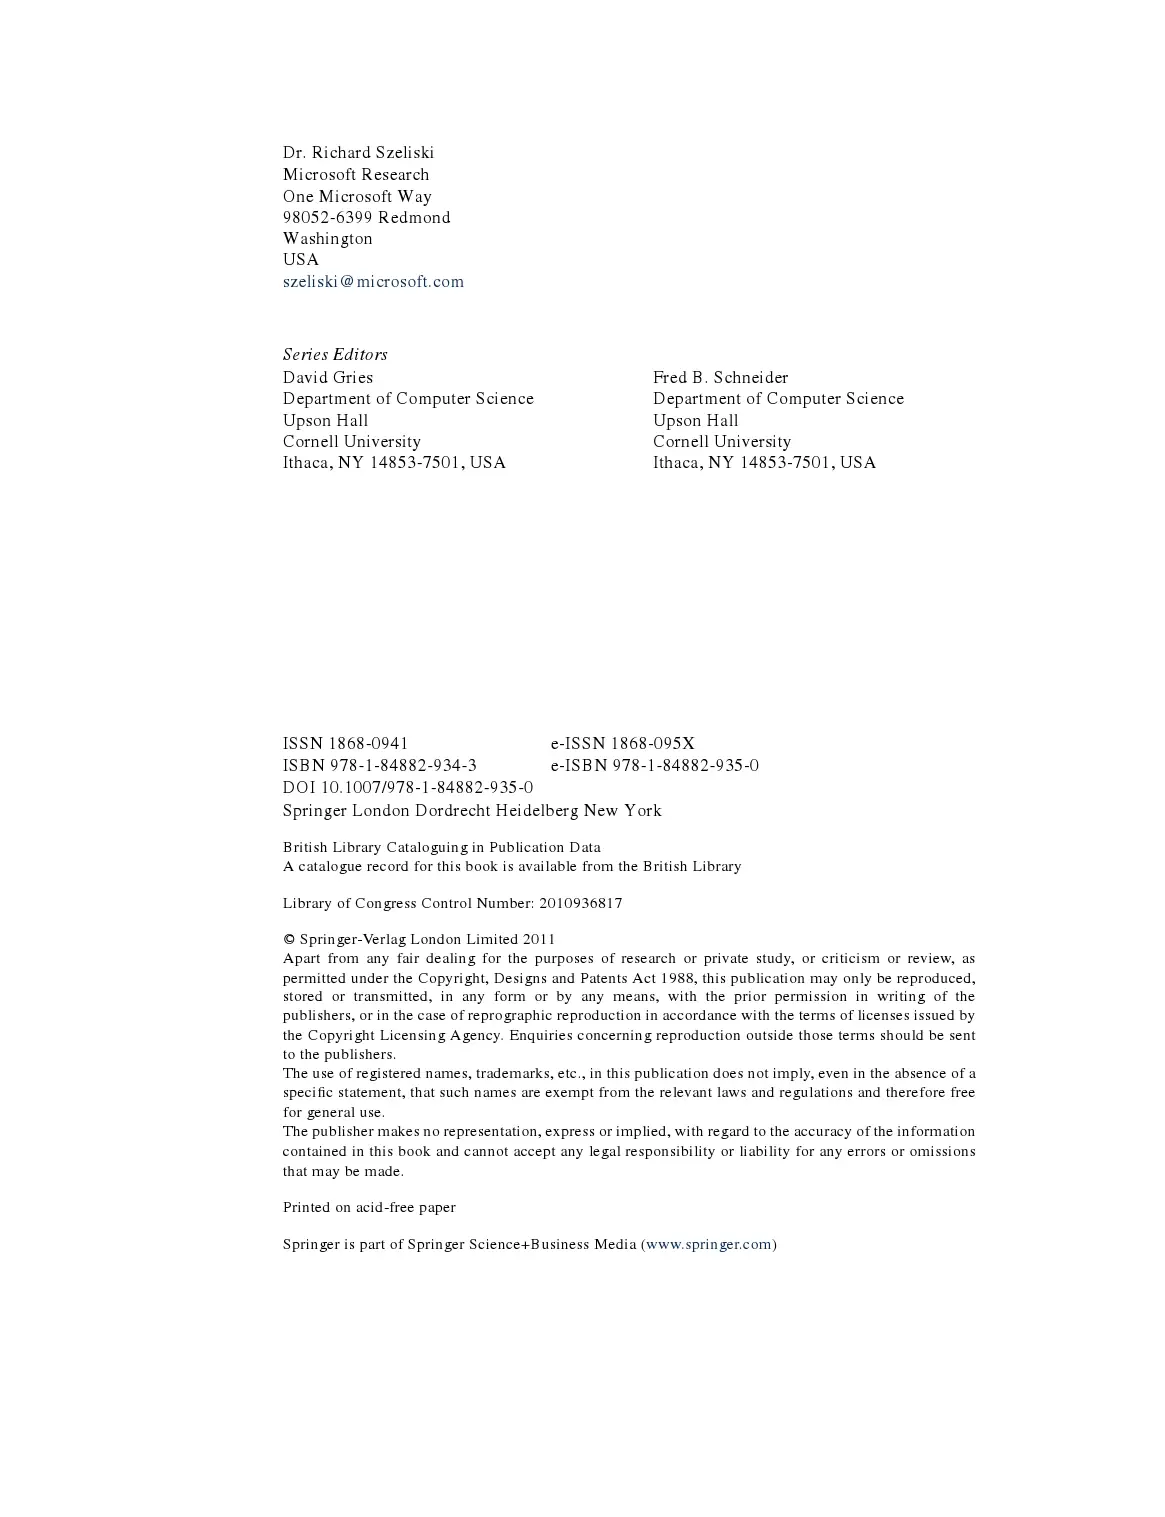 Dr. Richard Szeliski
Microsoft Research
One Microsoft Way
98052-6399 Redmond
Washington
USA
szeliski@microsoft.com
Series Editors
David Gries
Department of Computer Science
Upson Hall
Cornell University
Ithaca, NY 14853-7501, USA
Fred B. Schneider
Department of Computer Science
Upson Hall
Cornell University
Ithaca, NY 14853-7501, USA
ISSN 1868-0941 e-ISSN 1868-095X
ISBN 978-1-84882-934-3 e-ISBN 978-1-84882-935-0
DOI 10.1007/978-1-84882-935-0
Springer London Dordrecht Heidelberg New York
British Library Cataloguing in Publication Data
A catalogue record for this book is available from the British Library
Library of Congress Control Number: 2010936817
© Springer-Verlag London Limited 2011
Apart from any fair dealing for the purposes of research or private study, or criticism or review, as
permitted under the Copyright, Designs and Patents Act 1988, this publication may only be reproduced,
stored or transmitted, in any form or by any means, with the prior permission in writing of the
publishers, or in the case of reprographic reproduction in accordance with the terms of licenses issued by
the Copyright Licensing Agency. Enquiries concerning reproduction outside those terms should be sent
to the publishers.
The use of registered names, trademarks, etc., in this publication does not imply, even in the absence of a
specific statement, that such names are exempt from the relevant laws and regulations and therefore free
for general use.
The publisher makes no representation, express or implied, with regard to the accuracy of the information
contained in this book and cannot accept any legal responsibility or liability for any errors or omissions
that may be made.
Printed on acid-free paper
Springer is part of Springer Science+Business Media (www.springer.com)